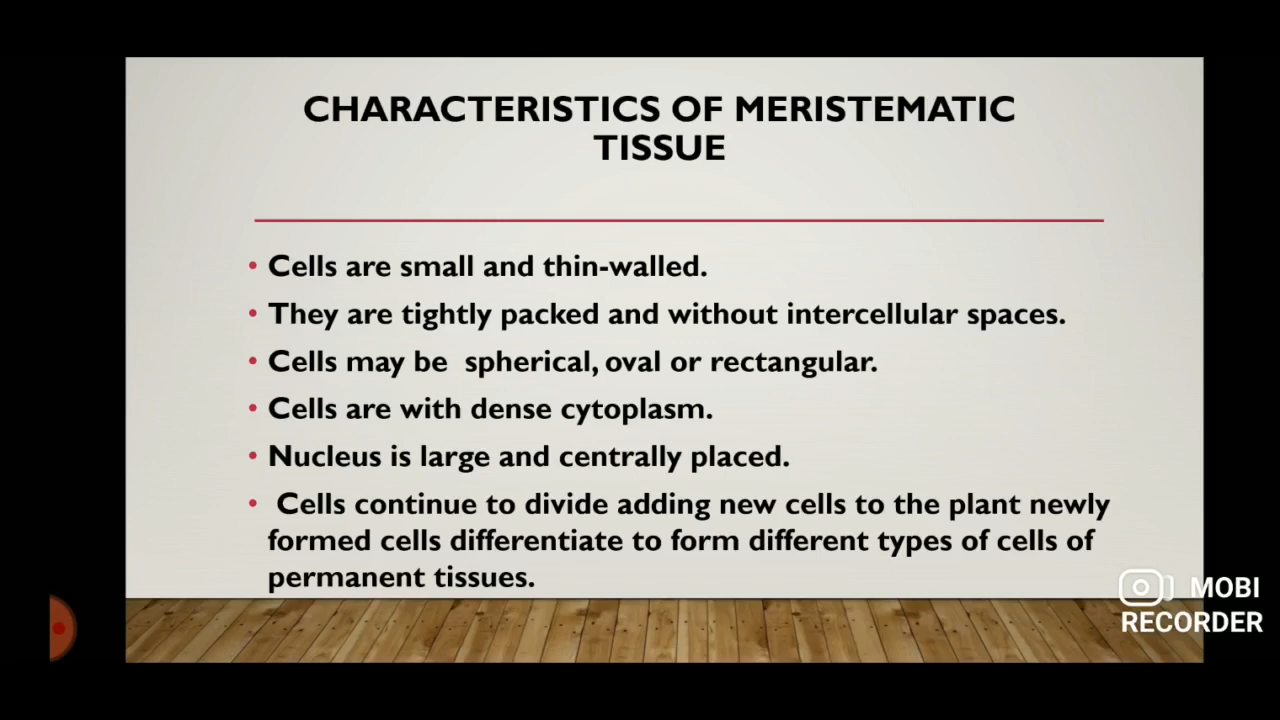 CHARACTERISTICS OF MERISTEMATIC
TISSUE
• Cells are small and thin-walled.
• They are tightly packed and without intercellular spaces.
• Cells may be spherical, oval or rectangular.
• Cells are with dense cytoplasm.
• Nucleus is large and centrally placed.
• Cells continue to divide adding new cells to the plant newly
formed cells differentiate to form different types of cells of
permanent tissues.
MOBI
RECORDER